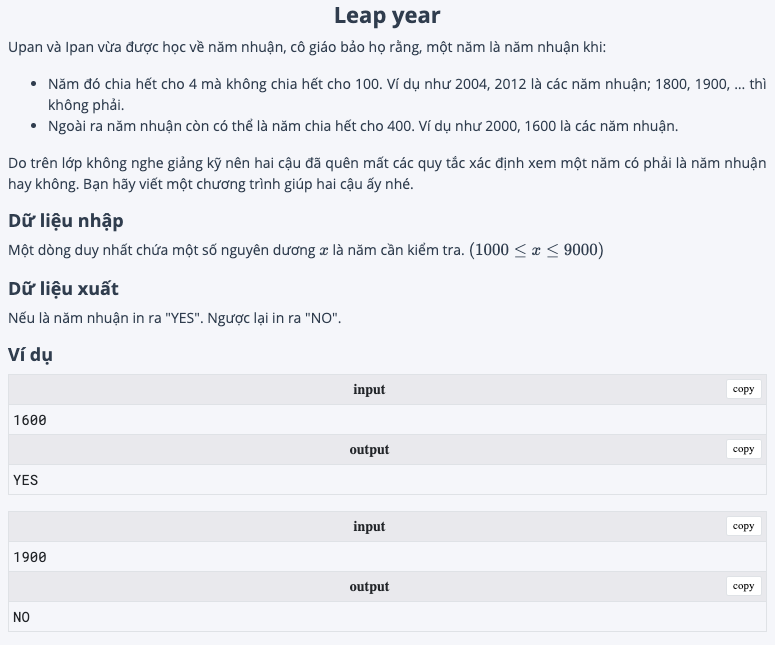 Leap year
Upan và Ipan vừa được học về năm nhuận, cô giáo bảo họ rằng, một năm là năm nhuận khi:
• Năm đó chia hết cho 4 mà không chia hết cho 100. Ví dụ như 2004, 2012 là các năm nhuận; 1800, 1900, ... thì
không phải.
• Ngoài ra năm nhuận còn có thể là năm chia hết cho 400. Ví dụ như 2000, 1600 là các năm nhuận.
Do trên lớp không nghe giảng kỹ nên hai cậu đã quên mất các quy tắc xác định xem một năm có phải là năm nhuận
hay không. Bạn hãy viết một chương trình giúp hai cậu ấy nhé.
Dữ liệu nhập
Một dòng duy nhất chứa một số nguyên dương x là năm cần kiểm tra. (1000 ≤ x ≤ 9000)
Dữ liệu xuất
Nếu là năm nhuận in ra "YES". Ngược lại in ra "NO".
Ví dụ
input copy
1600
output copy
YES
input copy
1900
output copy
NO